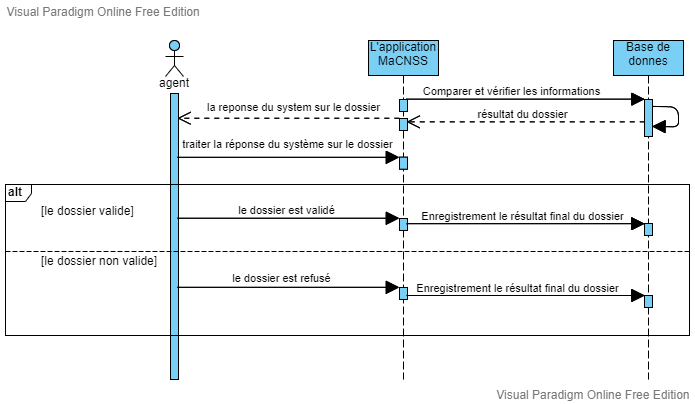 Visual Paradigm Online Free Edition
agent
L'application
MaCNSS
Base de
donnes
Comparer et vérifier les informations
la reponse du system sur le dossier
résultat du dossier
traiter la réponse du système sur le dossier
alt
[le dossier valide]
le dossier est validé
Enregistrement le résultat final du dossier
[le dossier non valide]
le dossier est refusé
Enregistrement le résultat final du dossier
Visual Paradigm Online Free Edition